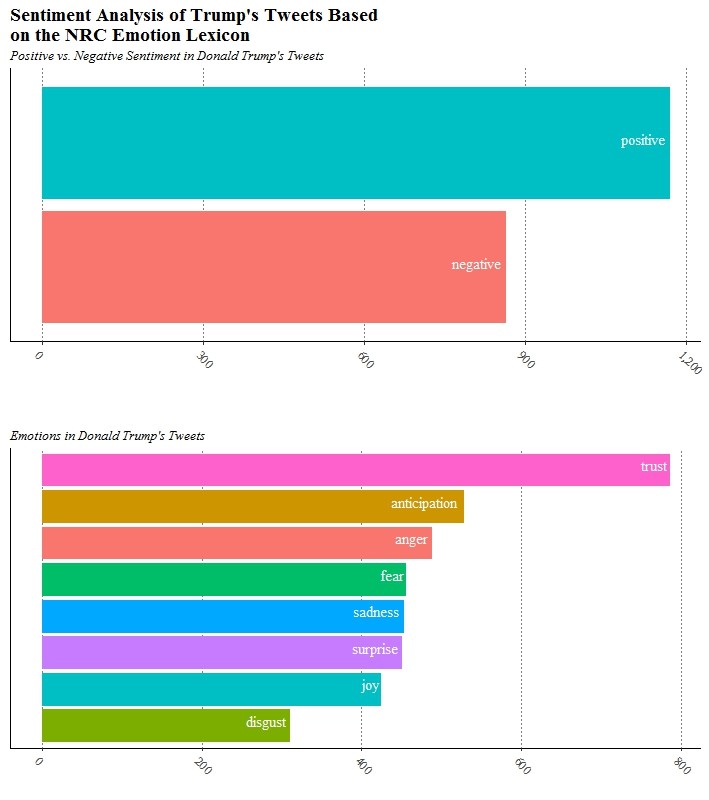 Sentiment Analysis of Trump's Tweets Based
on the NRC Emotion Lexicon
Positive vs. Negative Sentiment in Donald Trump's Tweets
positive
negative
0 300 600 900 1,200
Emotions in Donald Trump's Tweets
trust
anticipation
anger
fear
sadness
surprise
joy
disgust
0 200 400 600 800